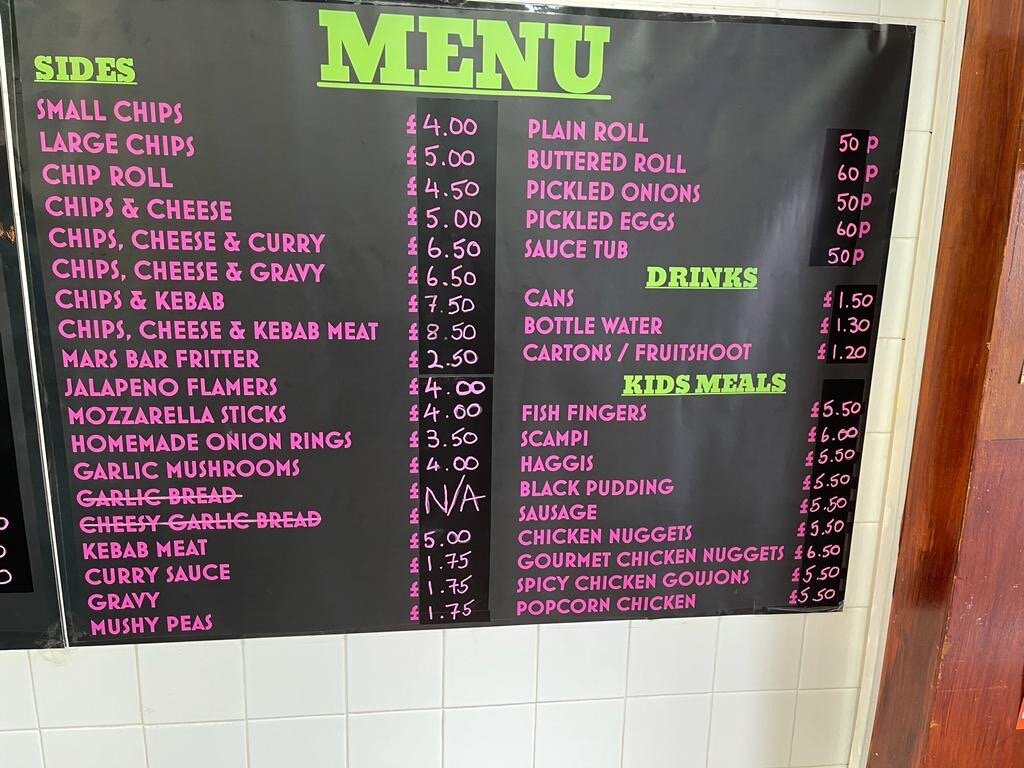 MENU
SIDES
SMALL CHIPS £4.00
LARGE CHIPS £5.00
CHIP ROLL £4.50
CHIPS & CHEESE £5.00
CHIPS, CHEESE & CURRY £6.50
CHIPS, CHEESE & GRAVY £6.50
CHIPS & KEBAB £7.50
CHIPS, CHEESE & KEBAB MEAT £8.50
MARS BAR FRITTER £2.50
JALAPENO FLAMERS £4.00
MOZZARELLA STICKS £4.00
HOMEMADE ONION RINGS £3.50
GARLIC MUSHROOMS £4.00
GARLIC BREAD £ N/A
CHEESY GARLIC BREAD £
KEBAB MEAT £5.00
CURRY SAUCE £1.75
GRAVY £1.75
MUSHY PEAS £1.75
PLAIN ROLL 50p
BUTTERED ROLL 60p
PICKLED ONIONS 50p
PICKLED EGGS 60p
SAUCE TUB 50p
DRINKS
CANS £1.50
BOTTLE WATER £1.30
CARTONS / FRUITSHOOT £1.20
KIDS MEALS
FISH FINGERS £5.50
SCAMPI £6.00
HAGGIS £5.50
BLACK PUDDING £5.50
SAUSAGE £5.50
CHICKEN NUGGETS £5.50
GOURMET CHICKEN NUGGETS £6.50
SPICY CHICKEN GOUJONS £5.50
POPCORN CHICKEN £5.50